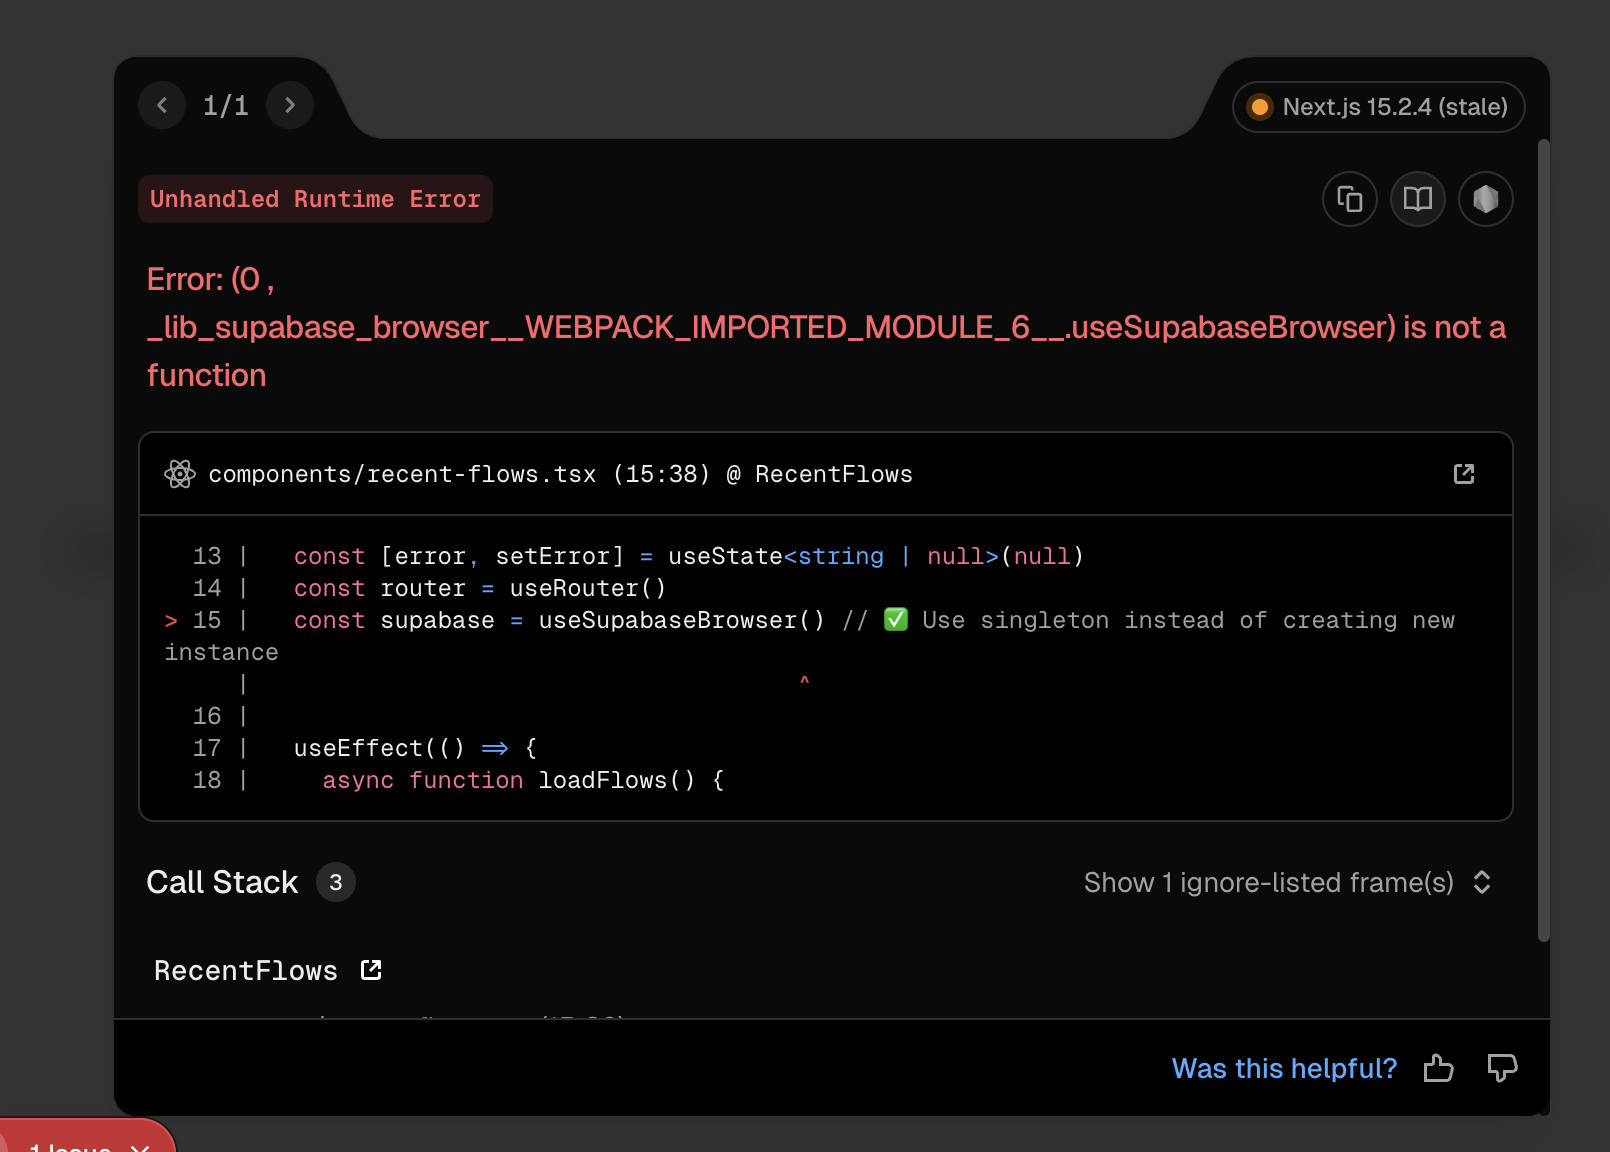 1/1
Next.js 15.2.4 (stale)
Unhandled Runtime Error
Error: (0 ,
_lib_supabase_browser__WEBPACK_IMPORTED_MODULE_6__.useSupabaseBrowser) is not a
function
components/recent-flows.tsx (15:38) @ RecentFlows
13 |   const [error, setError] = useState<string | null>(null)
14 |   const router = useRouter()
> 15 |   const supabase = useSupabaseBrowser() // ✅ Use singleton instead of creating new
instance
|                                      ^
16 |
17 |   useEffect(() => {
18 |     async function loadFlows() {
Call Stack 3
Show 1 ignore-listed frame(s)
RecentFlows
Was this helpful?
1 Issue